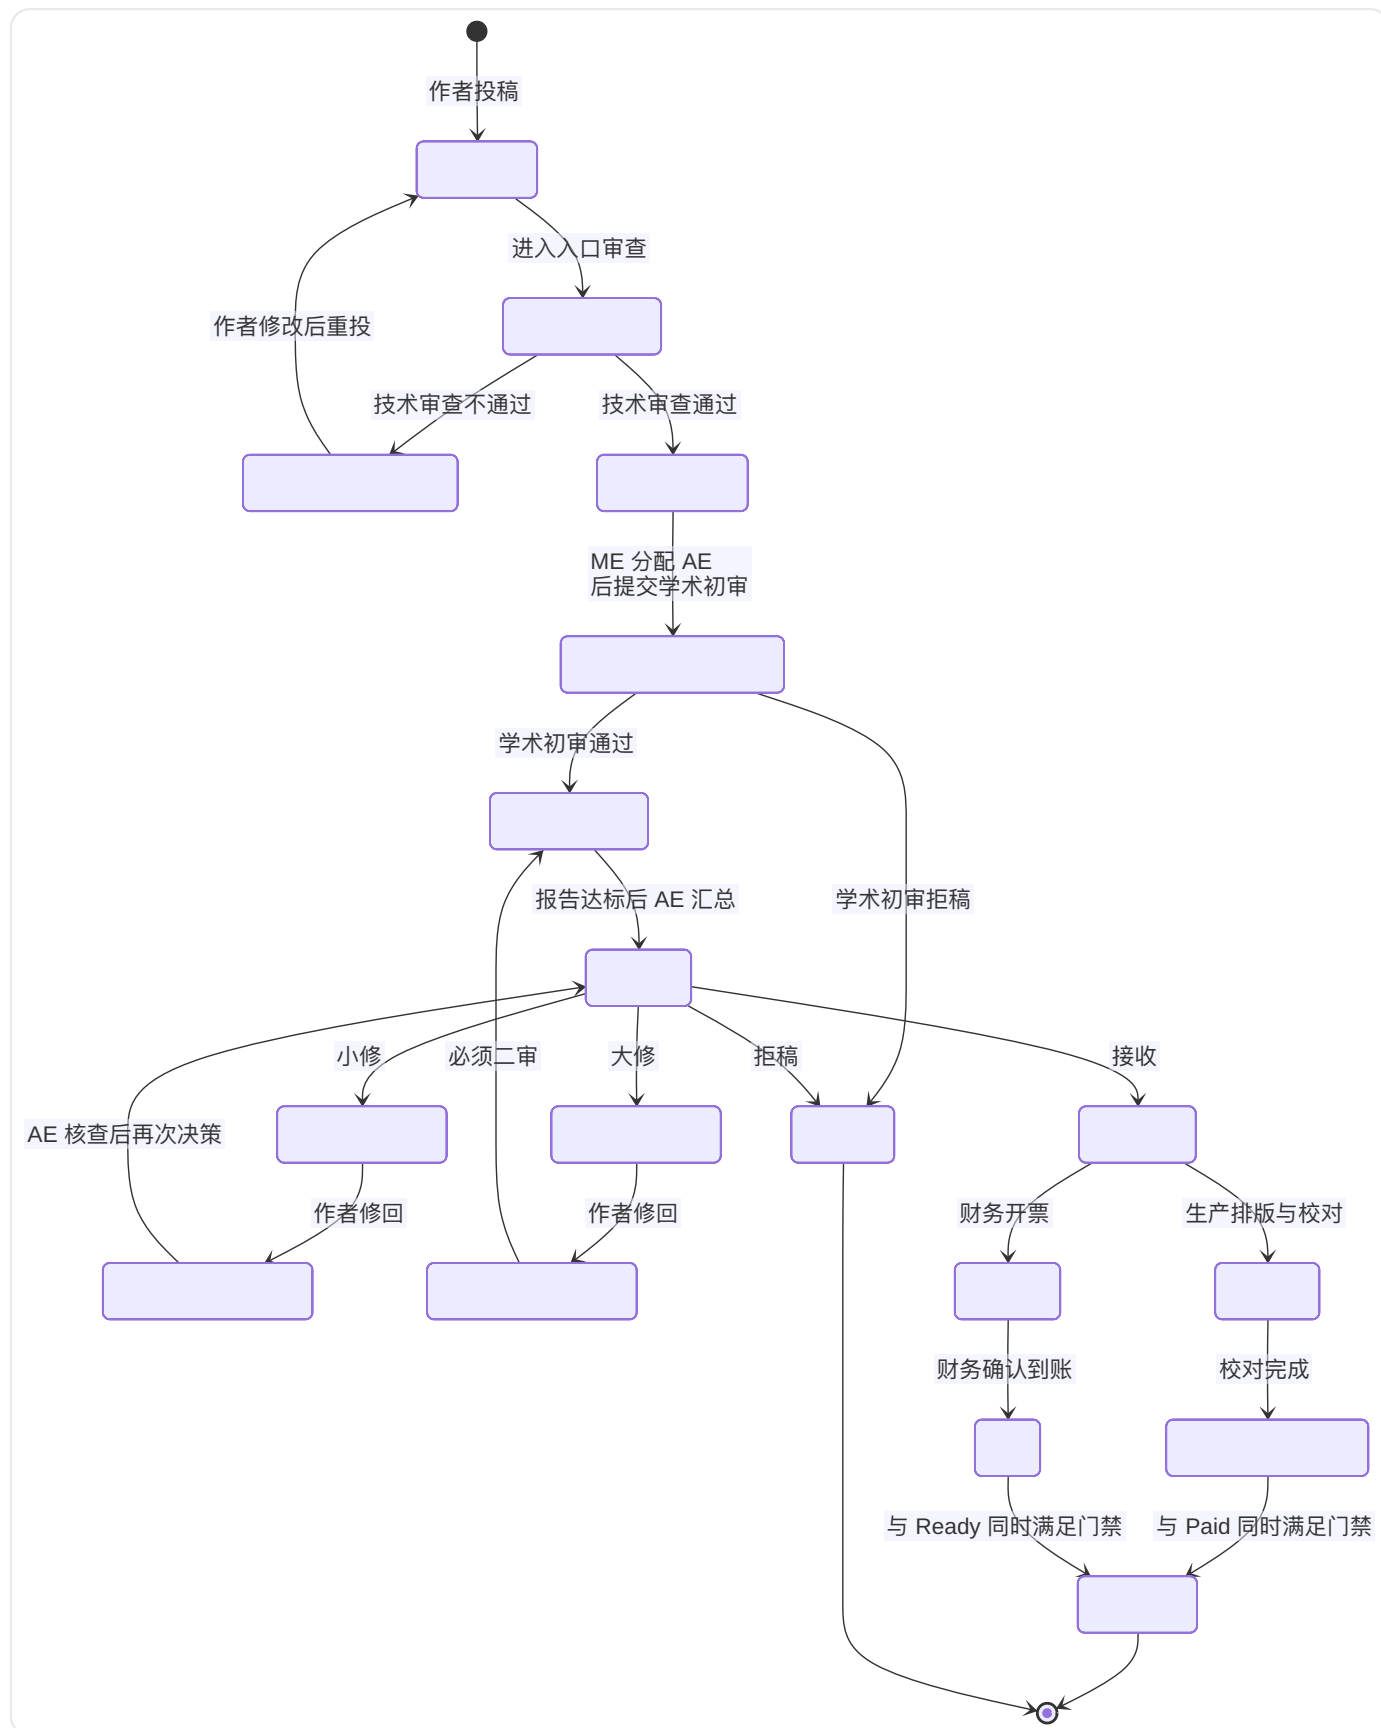 作者投稿
进入入口审查
作者修改后重投
技术审查不通过
技术审查通过
ME 分配 AE
后提交学术初审
学术初审通过
报告达标后 AE 汇总
学术初审拒稿
小修
必须二审
大修
拒稿
接收
AE 核查后再次决策
作者修回
作者修回
财务开票
生产排版与校对
财务确认到账
校对完成
与 Ready 同时满足门禁
与 Paid 同时满足门禁